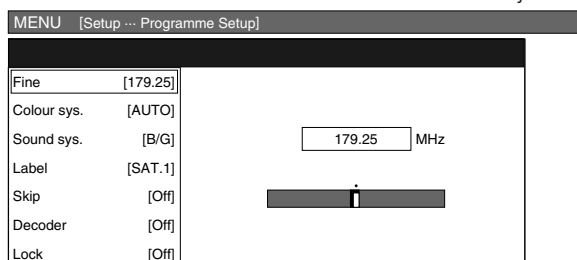 MENU [Setup ... Programme Setup]
Fine [179.25]
Colour sys. [AUTO]
Sound sys. [B/G]
179.25 MHz
Label [SAT.1]
Skip [Off]
Decoder [Off]
Lock [Off]